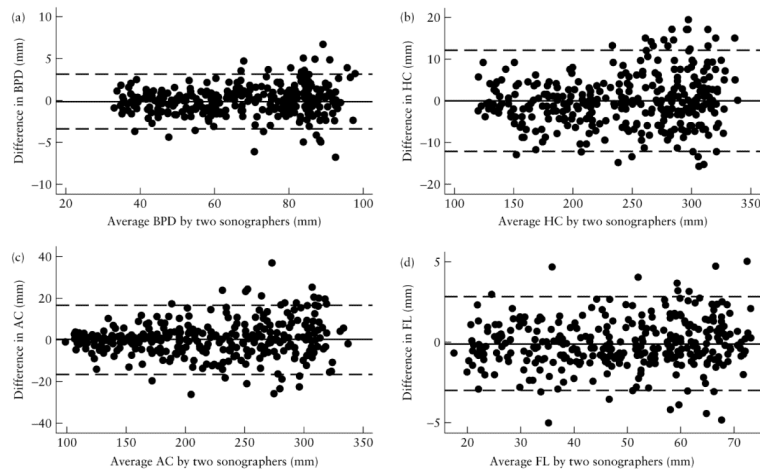 (a)
10
5
0
−5
−10
Difference in BPD (mm)
20 40 60 80 100
Average BPD by two sonographers (mm)
(b)
20
10
0
−10
−20
Difference in HC (mm)
100 150 200 250 300 350
Average HC by two sonographers (mm)
(c)
40
20
0
−20
−40
Difference in AC (mm)
100 150 200 250 300 350
Average AC by two sonographers (mm)
(d)
5
0
−5
Difference in FL (mm)
20 30 40 50 60 70
Average FL by two sonographers (mm)